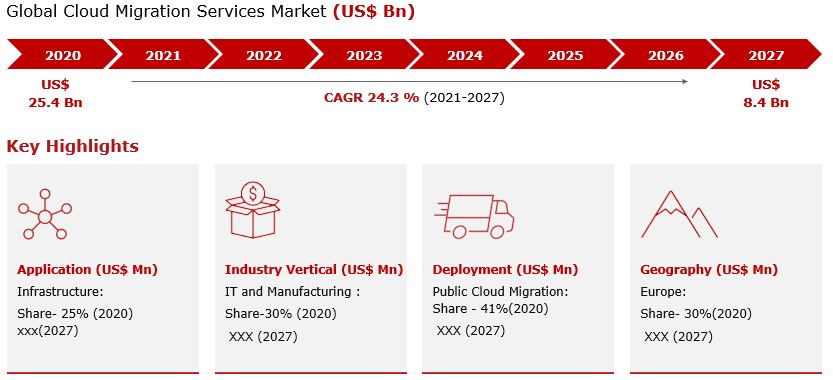 Global Cloud Migration Services Market (US$ Bn)
2020 2021 2022 2023 2024 2025 2026 2027
US$
25.4 Bn
CAGR 24.3 % (2021-2027)
US$
8.4 Bn
Key Highlights
Application (US$ Mn)
Infrastructure:
Share- 25% (2020)
xxx(2027)
Industry Vertical (US$ Mn)
IT and Manufacturing :
Share-30% (2020)
XXX (2027)
Deployment (US$ Mn)
Public Cloud Migration:
Share - 41%(2020)
XXX (2027)
Geography (US$ Mn)
Europe:
Share- 30%(2020)
XXX (2027)